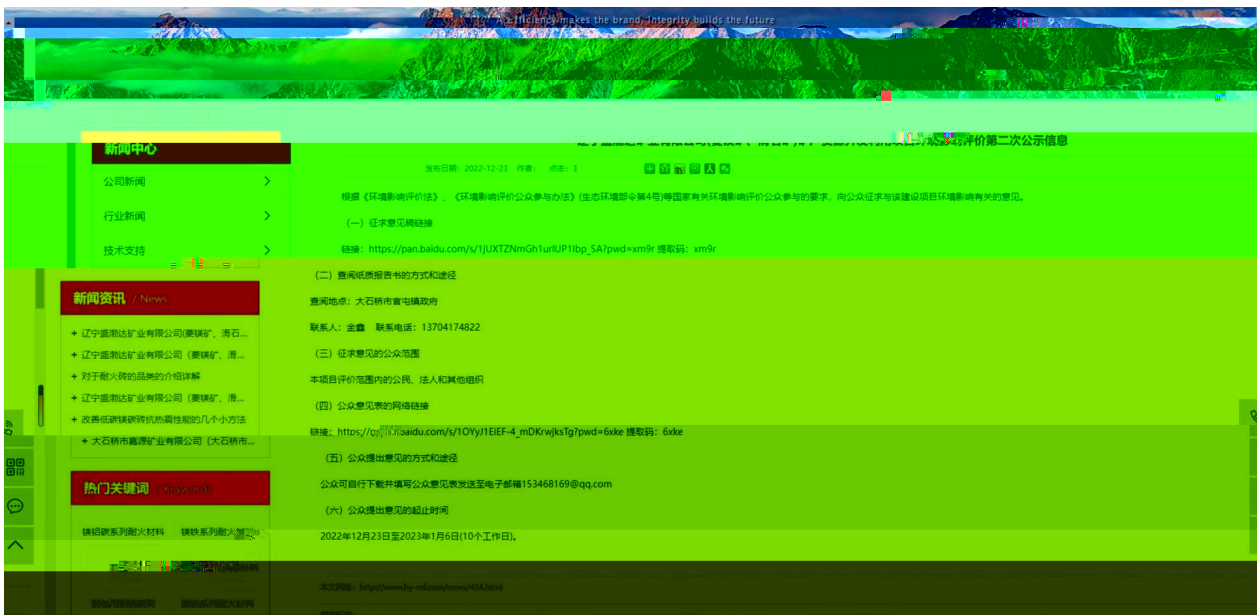 Efficiency makes the brand, Integrity builds the future
新闻中心
公司新闻
行业新闻
技术支持
评价第二次公示信息
发布日期：2022-12-23 作者： 点击：3
根据《环境影响评价法》、《环境影响评价公众参与办法》(生态环境部令第4号)等国家有关环境影响评价公众参与的要求，向公众征求与该建设项目环境影响有关的意见。
（一）征求意见稿链接
提取码：xm9r
（二）查阅纸质报告书的方式和途径
查阅地点：大石桥市官屯镇政府
联系人：金鑫 联系电话：13704174822
（三）征求意见的公众范围
本项目评价范围内的公民、法人和其他组织
（四）公众意见表的网络链接
提取码：6xke
（五）公众提出意见的方式和途径
公众可自行下载并填写公众意见表发送至电子邮箱153468169@qq.com
（六）公众提出意见的起止时间
2022年12月23日至2023年1月6日(10个工作日)。
本文网址：
新闻资讯 / News
+ 辽宁盛渤达矿业有限公司(菱镁矿、滑石...
+ 辽宁盛渤达矿业有限公司（菱镁矿、滑...
+ 对于耐火砖的品类的介绍详解
+ 辽宁盛渤达矿业有限公司（菱镁矿、滑...
+ 改善低碳镁碳砖抗热震性能的几个小方法
+ 大石桥市鑫源矿业有限公司（大石桥市...
热门关键词 / Keywords
镁铝碳系列耐火材料 镁铁系列耐火